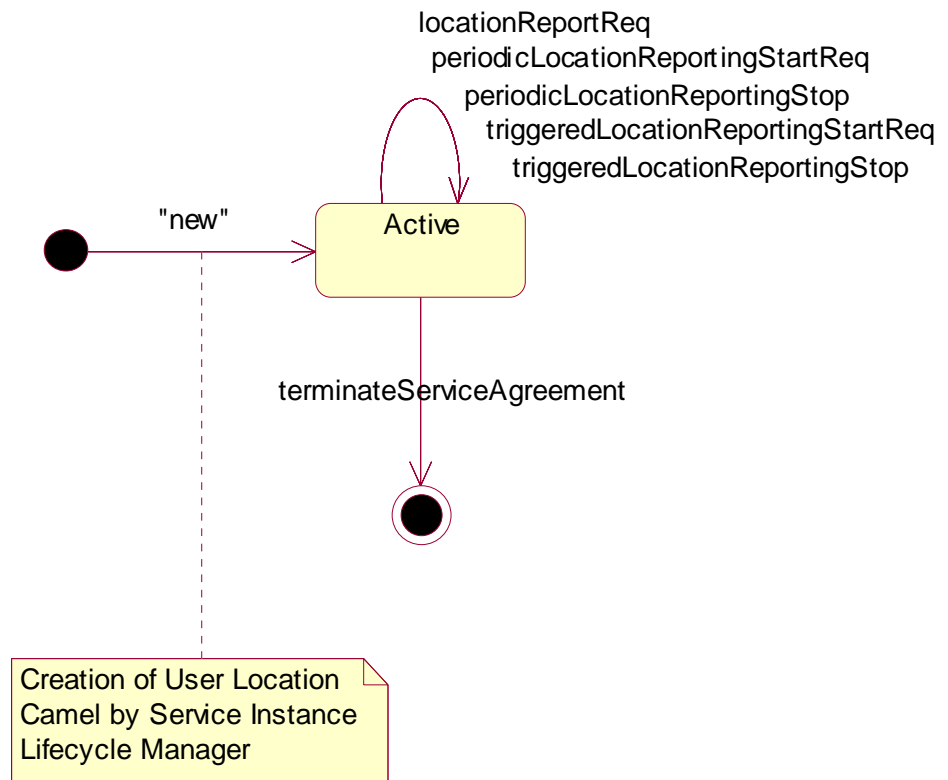 locationReportReq
periodicLocationReportingStartReq
periodicLocationReportingStop
triggeredLocationReportingStartReq
triggeredLocationReportingStop
"new"
Active
terminateServiceAgreement
Creation of User Location
Camel by Service Instance
Lifecycle Manager